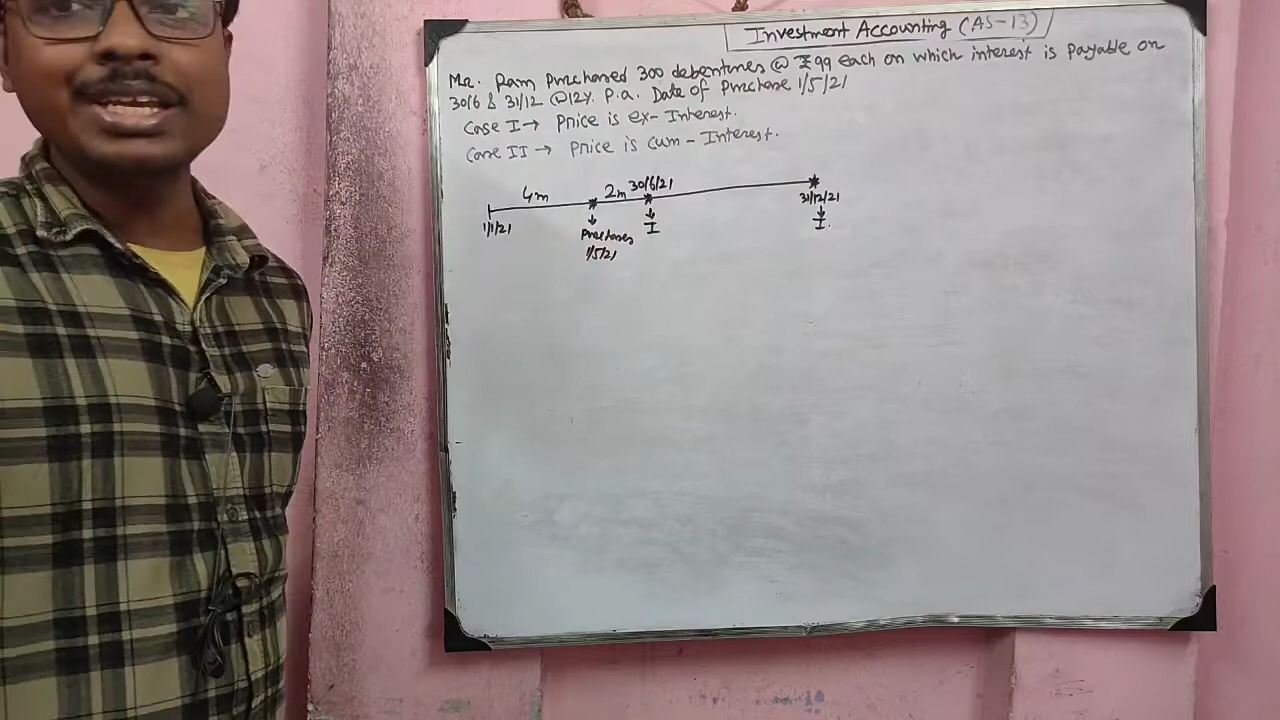 Investment Accounting (AS-13)
Mr. Ram purchased 300 debentures @ ₹99 each on which interest is payable on
30/6 & 31/12 @12% P.a. Date of purchase 1/5/21
Case I → Price is ex-Interest.
Case II → Price is cum-Interest.
4m 2m 30/6/21
1/1/21 Purchases 1/5/21 I 31/12/21 I.